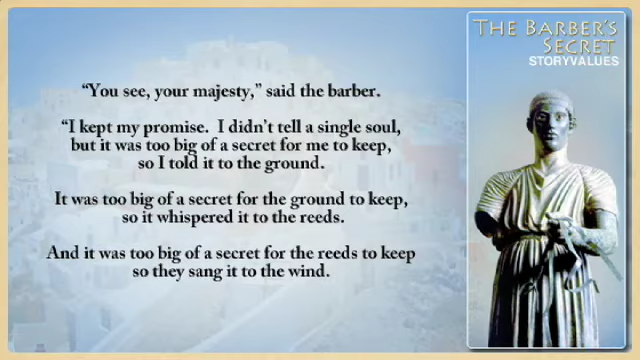 THE BARBER'S
SECRET
STORYVALUES
“You see, your majesty,” said the barber.
“I kept my promise.  I didn’t tell a single soul,
but it was too big of a secret for me to keep,
so I told it to the ground.
It was too big of a secret for the ground to keep,
so it whispered it to the reeds.
And it was too big of a secret for the reeds to keep
so they sang it to the wind.